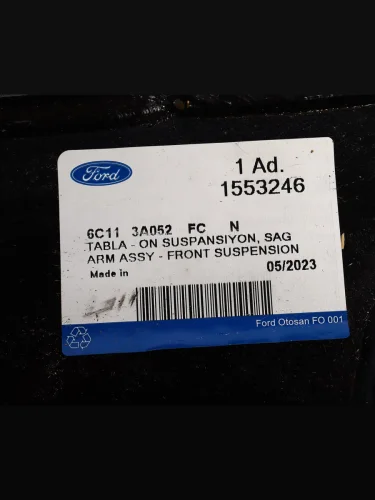 Ford
1 Ad.
1553246
6C11 3A052 FC N
TABLA - ON SUSPANSIYON, SAG
ARM ASSY - FRONT SUSPENSION
Made in
05/2023
Ford Otosan FO 001